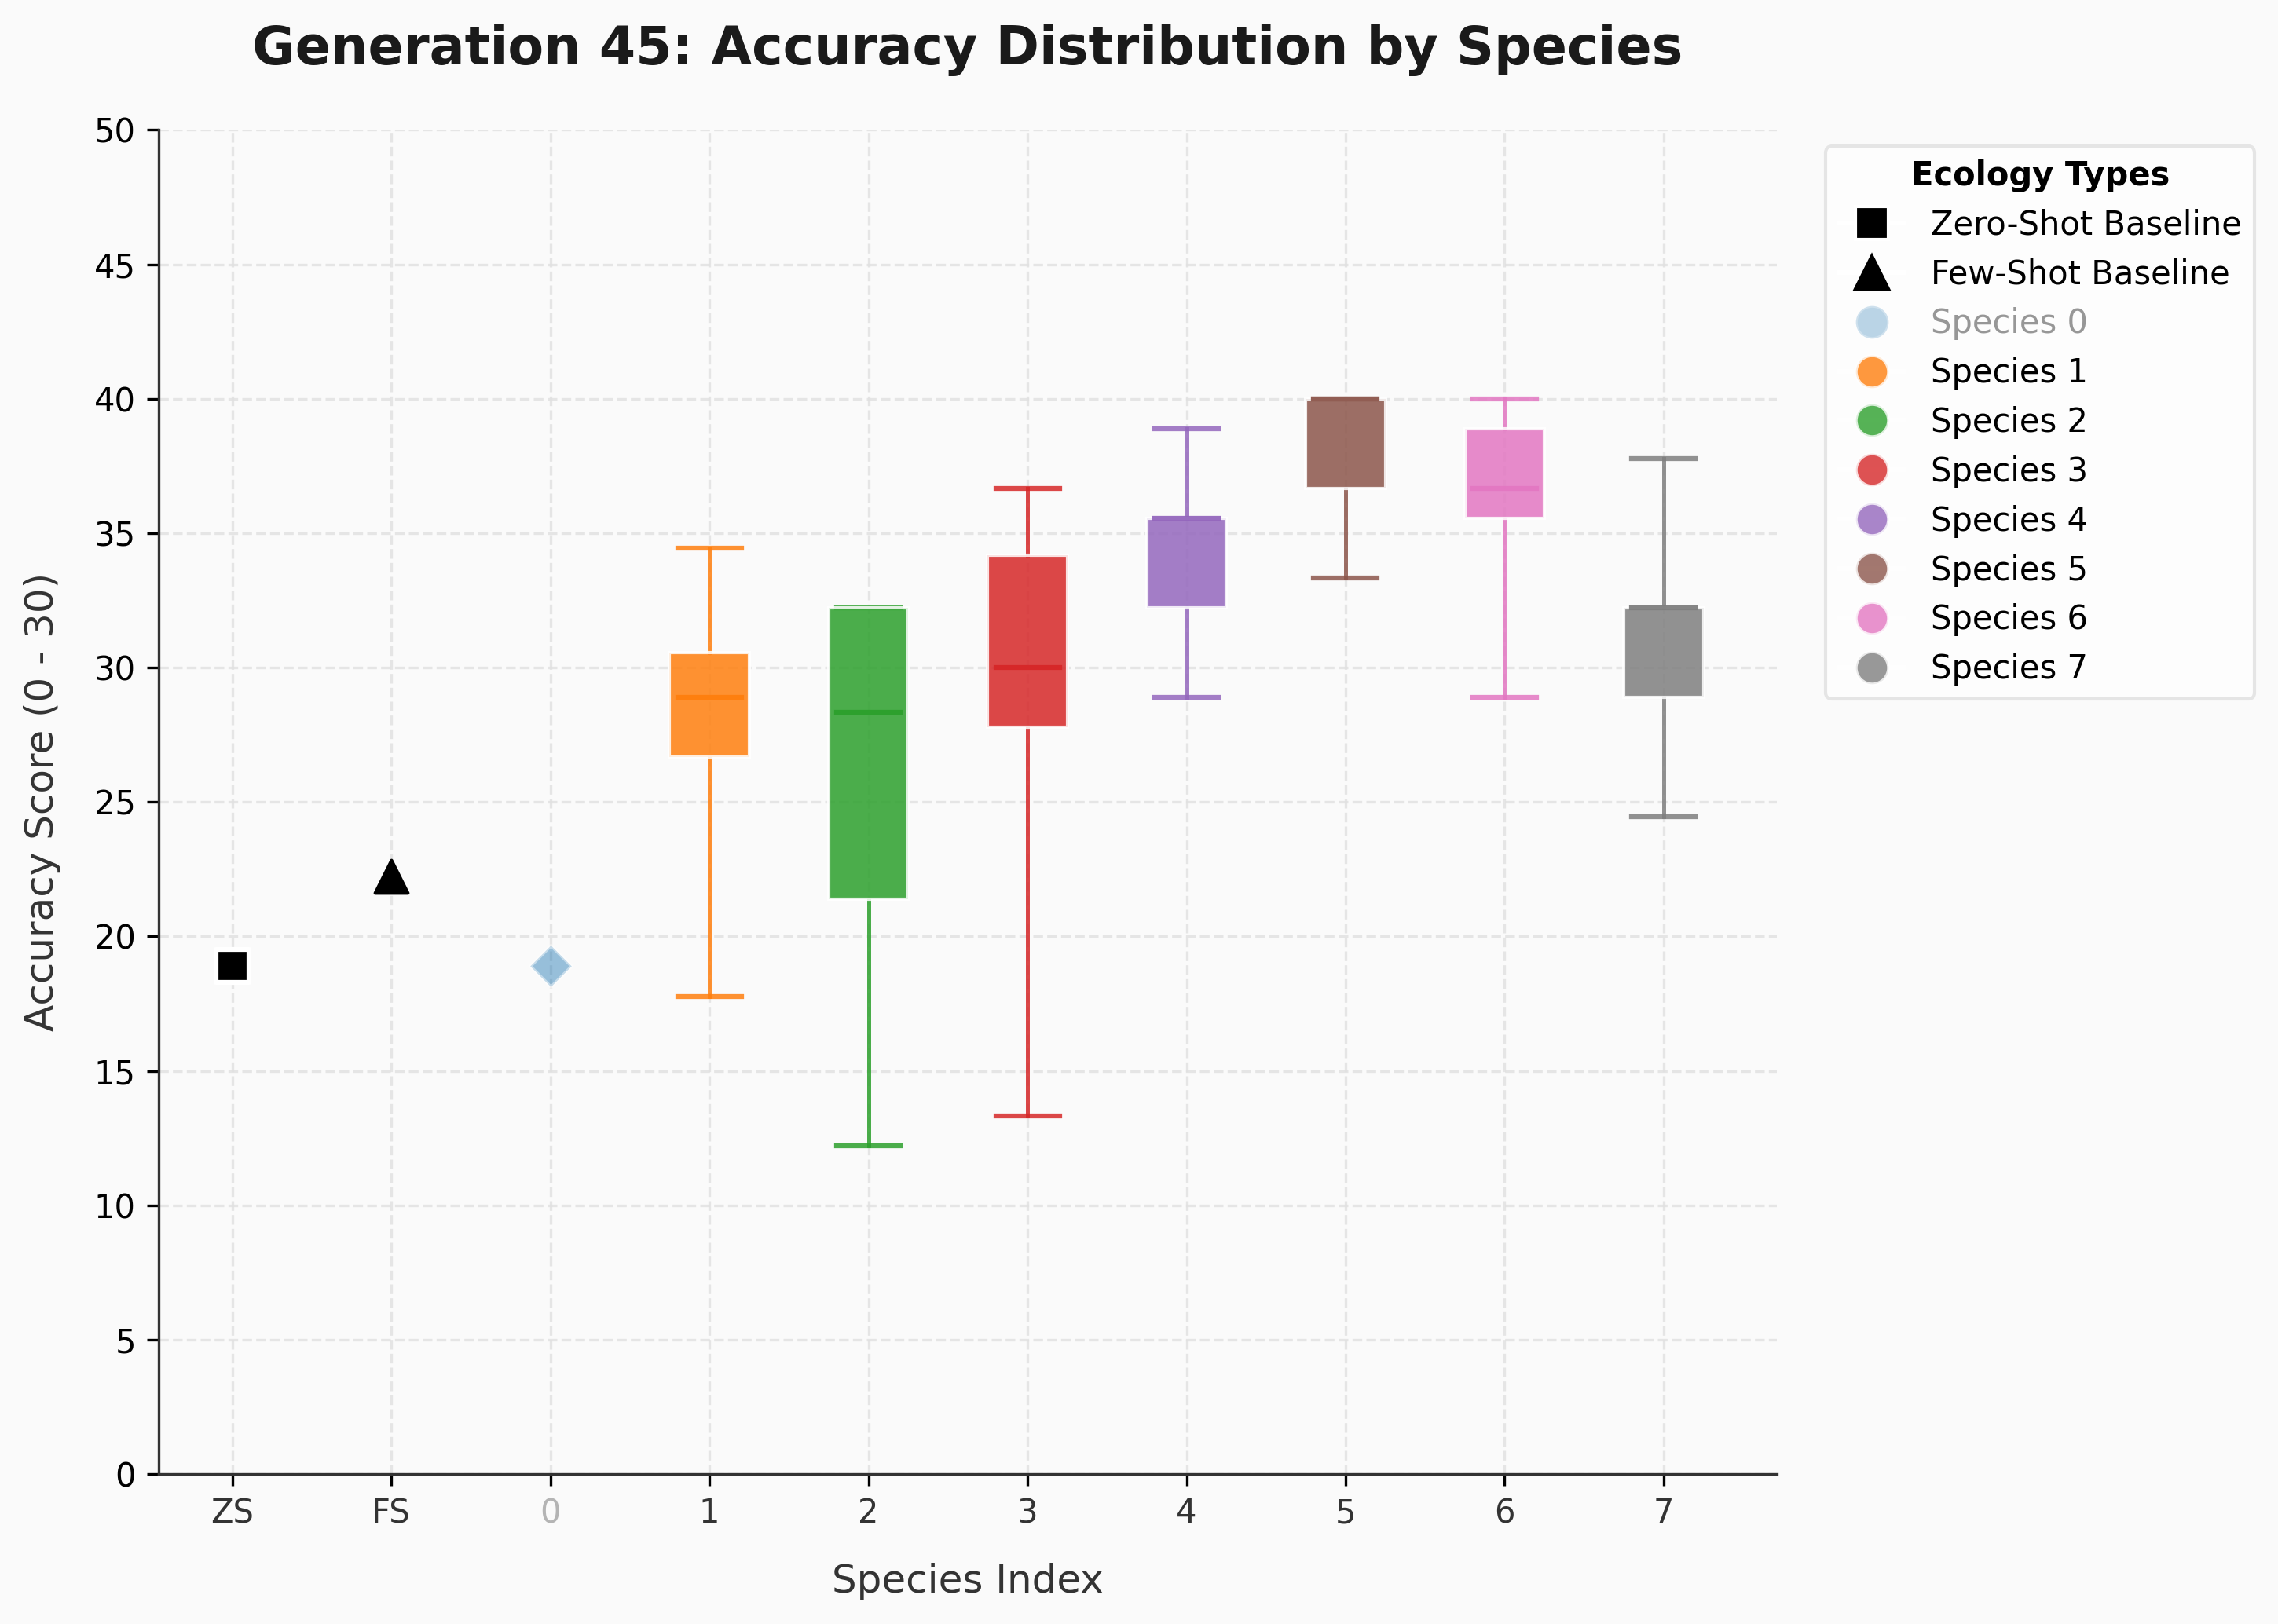 Generation 45: Accuracy Distribution by Species
Accuracy Score (0 - 30)
50
45
40
35
30
25
20
15
10
5
0
ZS
FS
0
1
2
3
4
5
6
7
Species Index
Ecology Types
Zero-Shot Baseline
Few-Shot Baseline
Species 0
Species 1
Species 2
Species 3
Species 4
Species 5
Species 6
Species 7